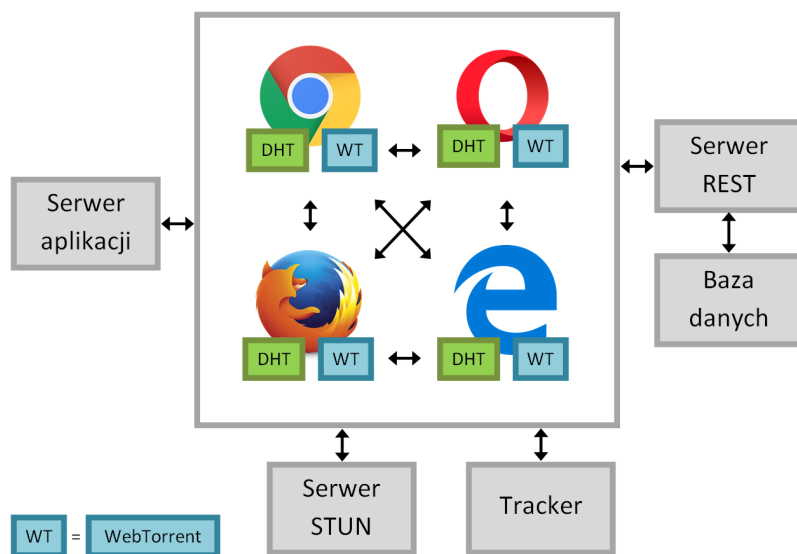 DHT
WT
DHT
WT
Serwer
REST
Serwer
aplikacji
Baza
danych
DHT
WT
DHT
WT
Serwer
STUN
Tracker
WT = WebTorrent